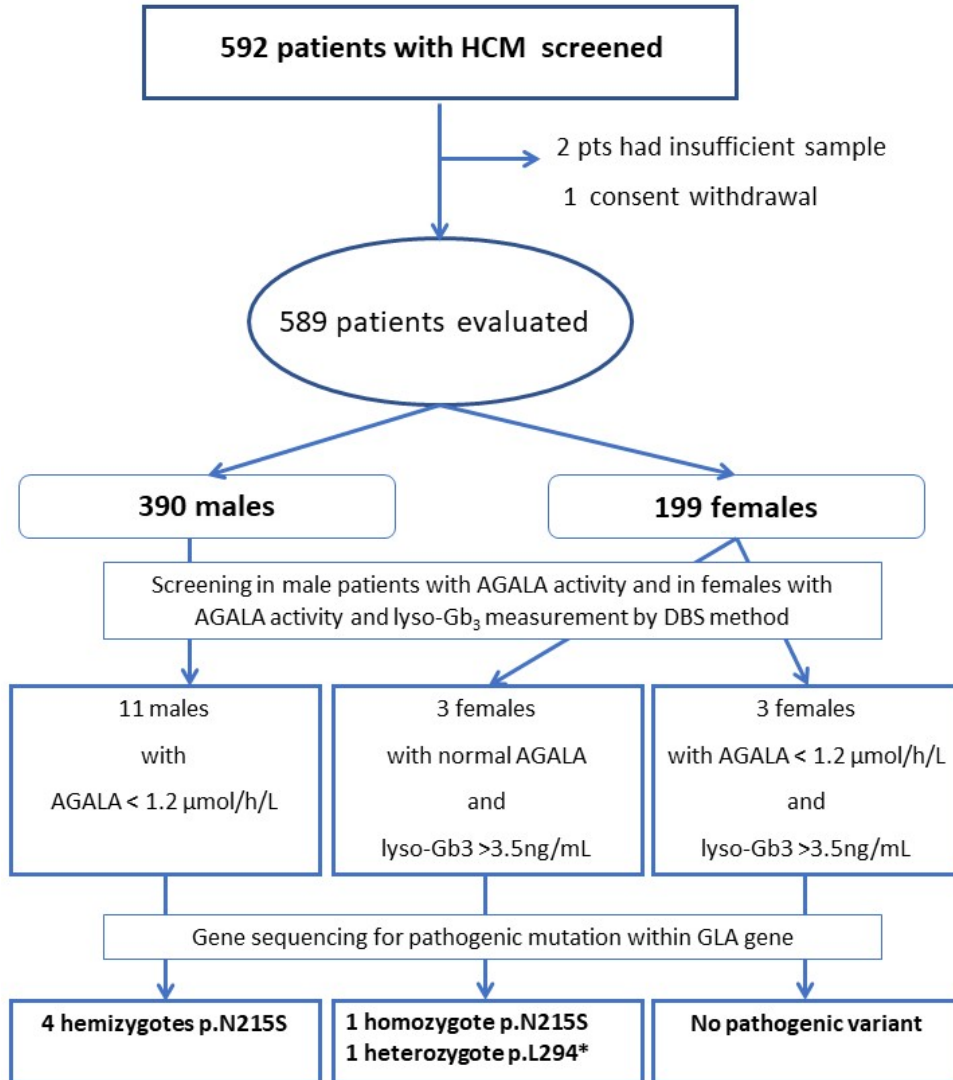 592 patients with HCM screened
2 pts had insufficient sample
1 consent withdrawal
589 patients evaluated
390 males
199 females
Screening in male patients with AGALA activity and in females with
AGALA activity and lyso-Gb₃ measurement by DBS method
11 males
with
AGALA < 1.2 µmol/h/L
3 females
with normal AGALA
and
lyso-Gb3 >3.5ng/mL
3 females
with AGALA < 1.2 µmol/h/L
and
lyso-Gb3 >3.5ng/mL
Gene sequencing for pathogenic mutation within GLA gene
4 hemizygotes p.N215S
1 homozygote p.N215S
1 heterozygote p.L294*
No pathogenic variant